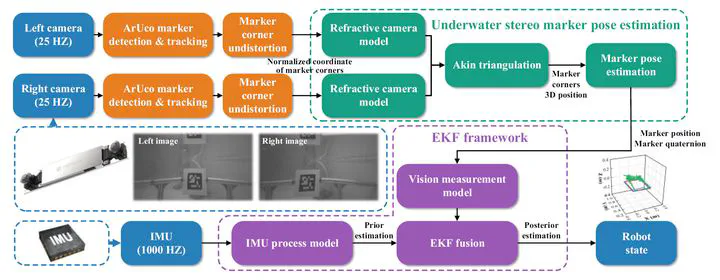 Left camera
(25 HZ)
ArUco marker
detection & tracking
Marker
corner
undistortion
Refractive camera
model
Underwater stereo marker pose estimation
Normalized coordinate
of marker corners
Akin triangulation
Marker
corners
3D position
Marker pose
estimation
Right camera
(25 HZ)
ArUco marker
detection & tracking
Marker
corner
undistortion
Refractive camera
model
Left image
Right image
EKF framework
Marker position
Marker quaternion
Vision measurement
model
IMU
IMU
(1000 HZ)
IMU process model
Prior
estimation
EKF fusion
Posterior
estimation
Robot
state